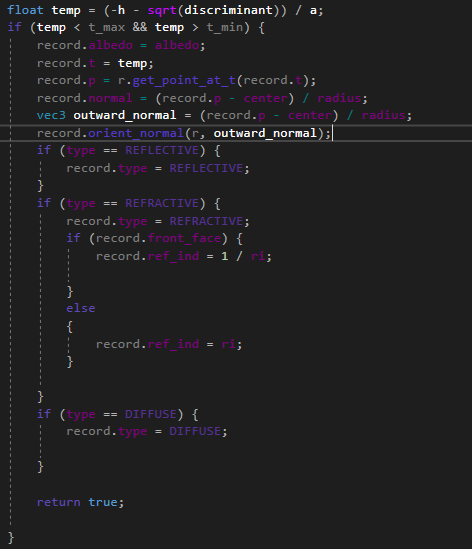 float temp = (-h - sqrt(discriminant)) / a;
if (temp < t_max && temp > t_min) {
    record.albedo = albedo;
    record.t = temp;
    record.p = r.get_point_at_t(record.t);
    record.normal = (record.p - center) / radius;
    vec3 outward_normal = (record.p - center) / radius;
    record.orient_normal(r, outward_normal);
    if (type == REFLECTIVE) {
        record.type = REFLECTIVE;
    }
    if (type == REFRACTIVE) {
        record.type = REFRACTIVE;
        if (record.front_face) {
            record.ref_ind = 1 / ri;
        }
        else
        {
            record.ref_ind = ri;
        }
    }
    if (type == DIFFUSE) {
        record.type = DIFFUSE;
    }
    return true;
}